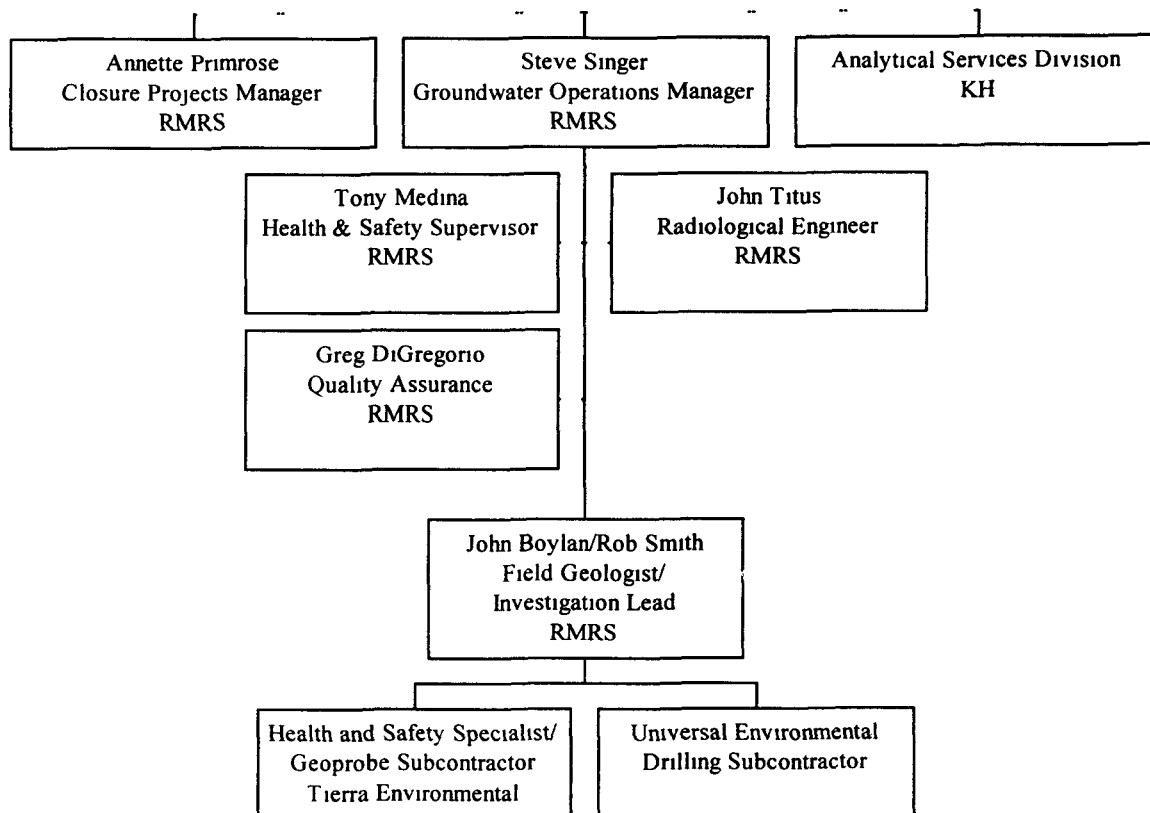 Annette Primrose
Closure Projects Manager
RMRS
Steve Singer
Groundwater Operations Manager
RMRS
Analytical Services Division
KH
Tony Medina
Health & Safety Supervisor
RMRS
John Titus
Radiological Engineer
RMRS
Greg DiGregorio
Quality Assurance
RMRS
John Boylan/Rob Smith
Field Geologist/
Investigation Lead
RMRS
Health and Safety Specialist/
Geoprobe Subcontractor
Tierra Environmental
Universal Environmental
Drilling Subcontractor